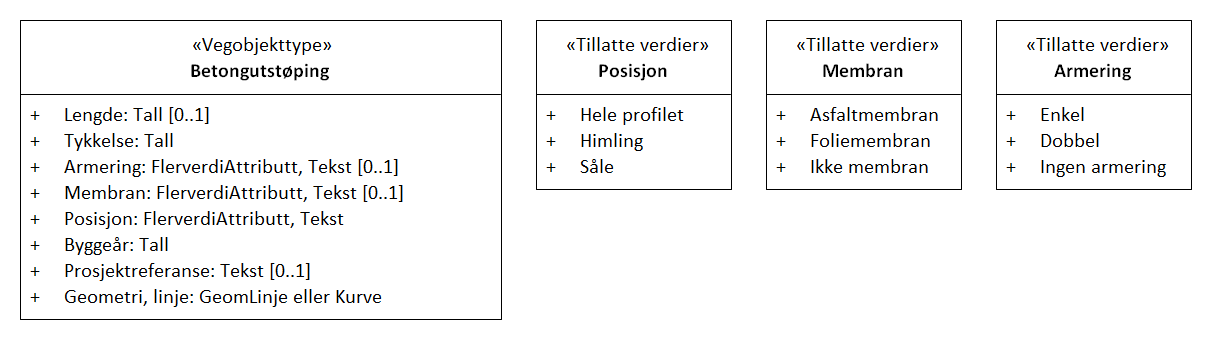 «Vegobjekttype»
Betongutstøping
+ Lengde: Tall [0..1]
+ Tykkelse: Tall
+ Armering: FlerverdiAttributt, Tekst [0..1]
+ Membran: FlerverdiAttributt, Tekst [0..1]
+ Posisjon: FlerverdiAttributt, Tekst
+ Byggeår: Tall
+ Prosjektreferanse: Tekst [0..1]
+ Geometri, linje: GeomLinje eller Kurve
«Tillatte verdier»
Posisjon
+ Hele profilet
+ Himling
+ Såle
«Tillatte verdier»
Membran
+ Asfaltmembran
+ Foliemembran
+ Ikke membran
«Tillatte verdier»
Armering
+ Enkel
+ Dobbel
+ Ingen armering